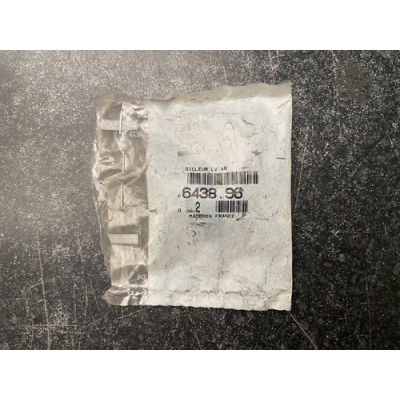 GICLEUR LV AR
P 6438.96
Q 2
MADE IN FRANCE